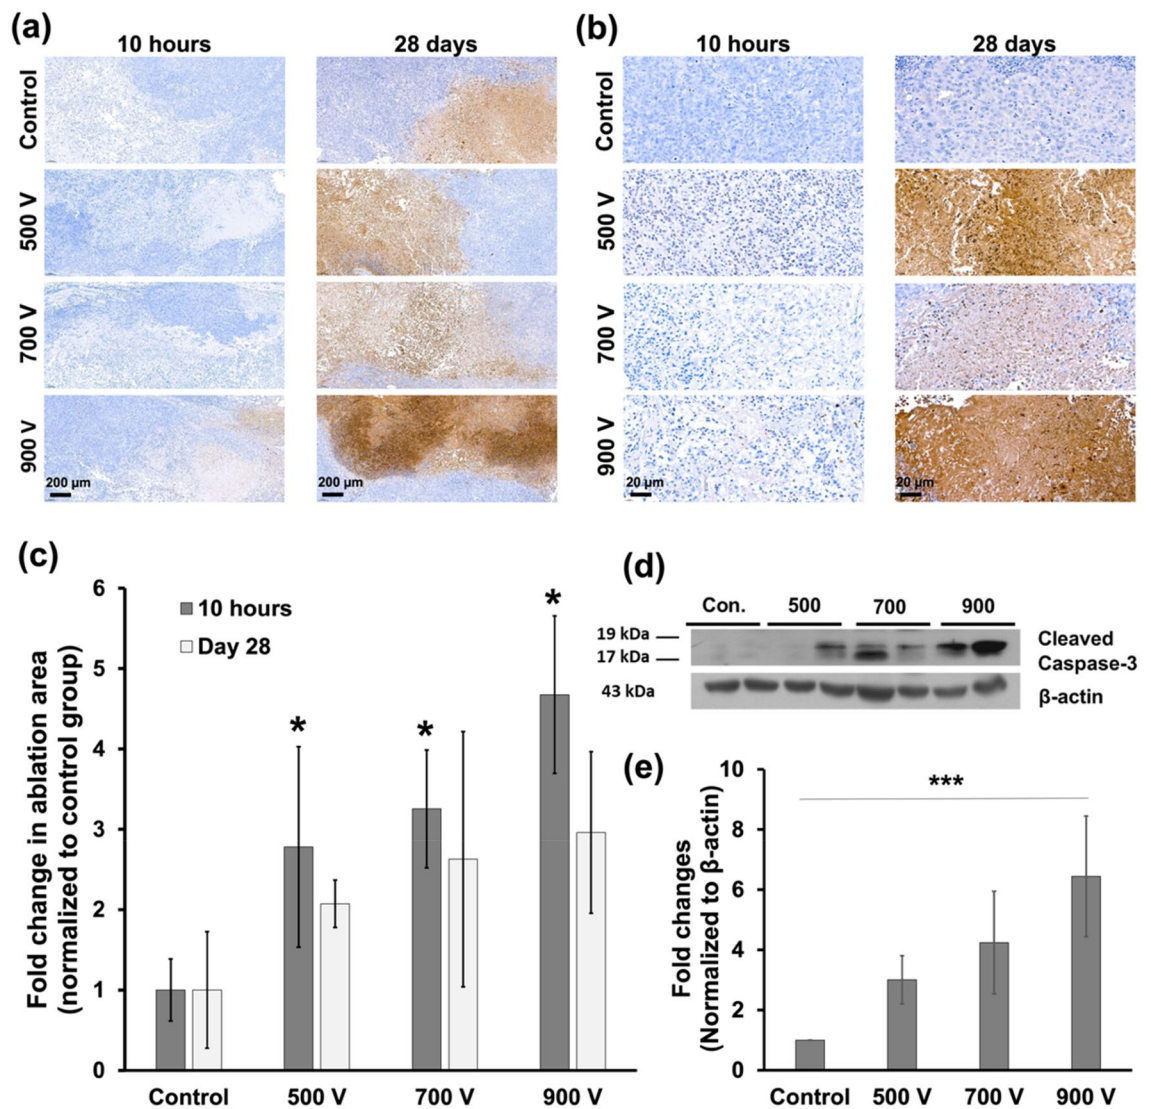 (a)
10 hours
28 days
Control
500 V
700 V
900 V
200 µm
200 µm
(b)
10 hours
28 days
Control
500 V
700 V
900 V
20 µm
20 µm
(c)
Fold change in ablation area
(normalized to control group)
6
5
4
3
2
1
0
10 hours
Day 28
*
*
*
Control
500 V
700 V
900 V
(d)
Con.
500
700
900
19 kDa
17 kDa
43 kDa
Cleaved
Caspase-3
β-actin
(e)
Fold changes
(Normalized to β-actin)
10
8
6
4
2
0
***
Control
500 V
700 V
900 V